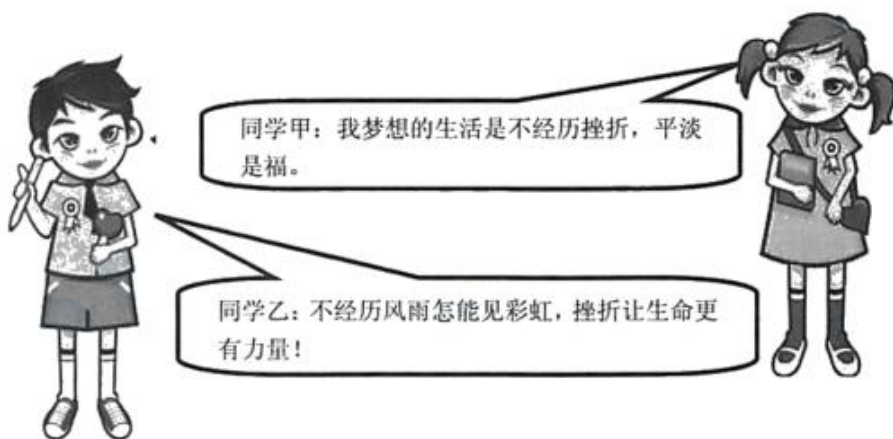 同学甲：我梦想的生活是不经历挫折，平淡
是福。
同学乙：不经历风雨怎能见彩虹，挫折让生命更
有力量！